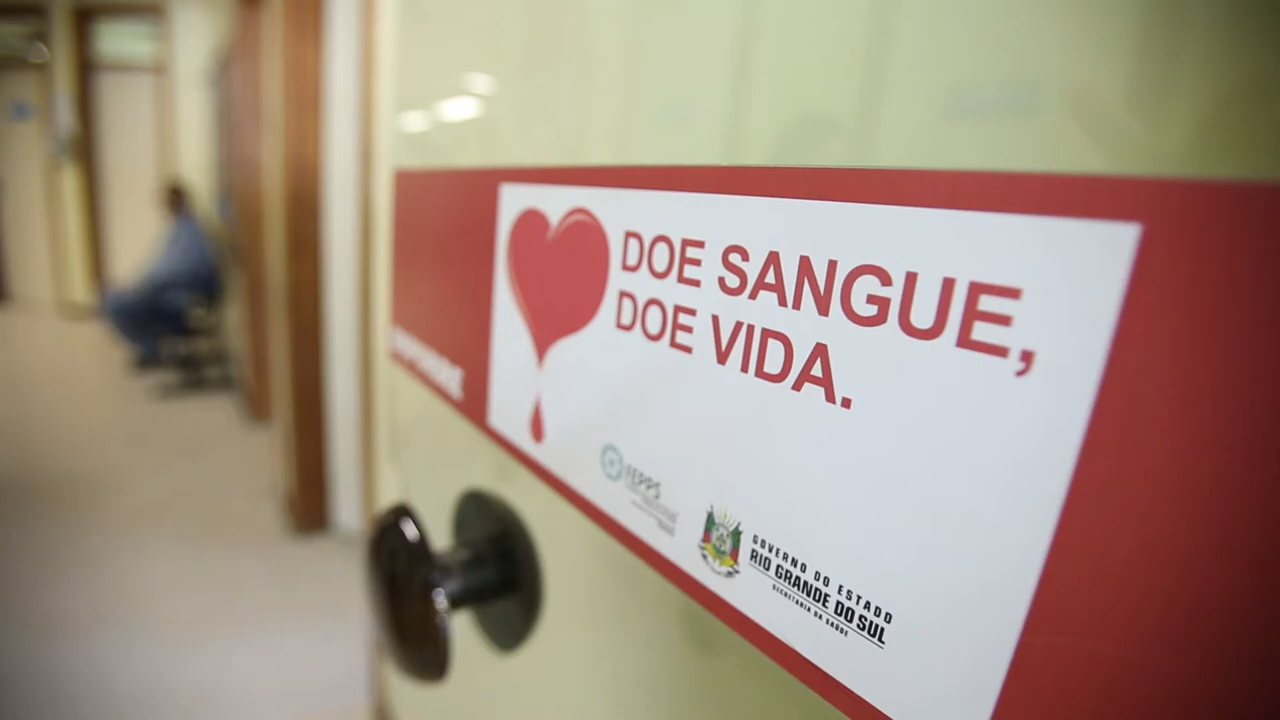 DOE SANGUE,
DOE VIDA.
FEPPS
GOVERNO DO ESTADO
RIO GRANDE DO SUL
SECRETARIA DA SAÚDE